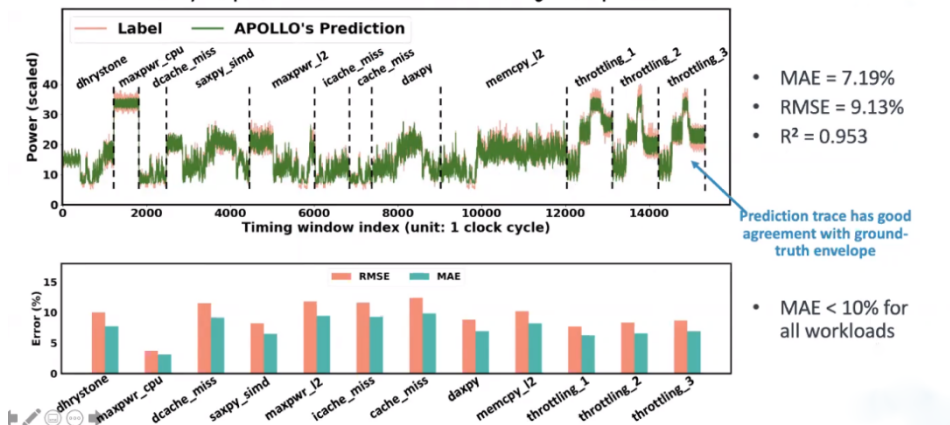 Label
APOLLO's Prediction
dhrystone
maxpwr_cpu
dcache_miss
saxpy_simd
maxpwr_l2
icache_miss
cache_miss
daxpy
memcpy_l2
throttling_1
throttling_2
throttling_3
Power (scaled)
40
30
20
10
0
0
2000
4000
6000
8000
10000
12000
14000
Timing window index (unit: 1 clock cycle)
• MAE = 7.19%
• RMSE = 9.13%
• R² = 0.953
Prediction trace has good
agreement with ground-
truth envelope
RMSE
MAE
Error (%)
15
10
5
0
dhrystone
maxpwr_cpu
dcache_miss
saxpy_simd
maxpwr_l2
icache_miss
cache_miss
daxpy
memcpy_l2
throttling_1
throttling_2
throttling_3
• MAE < 10% for
all workloads